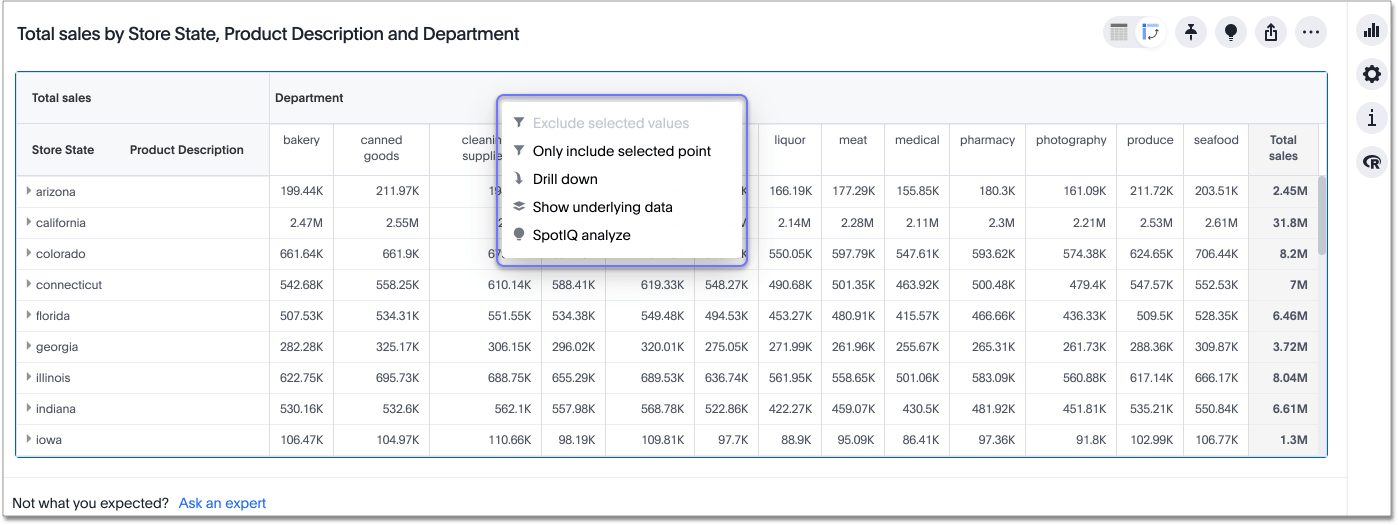 Total sales by Store State, Product Description and Department
Total sales Department
Exclude selected values
Only include selected point
Drill down
Show underlying data
SpotIQ analyze
Store State Product Description bakery canned goods liquor meat medical pharmacy photography produce seafood Total sales
arizona 199.44K 211.97K 166.19K 177.29K 155.85K 180.3K 161.09K 211.72K 203.51K 2.45M
california 2.47M 2.55M 2.14M 2.28M 2.11M 2.3M 2.21M 2.53M 2.61M 31.8M
colorado 661.64K 661.9K 550.05K 597.79K 547.61K 593.62K 574.38K 624.65K 706.44K 8.2M
connecticut 542.68K 558.25K 610.14K 588.41K 619.33K 548.27K 490.68K 501.35K 463.92K 500.48K 479.4K 547.57K 552.53K 7M
florida 507.53K 534.31K 551.55K 534.38K 549.48K 494.53K 453.27K 480.91K 415.57K 466.66K 436.33K 509.5K 528.35K 6.46M
georgia 282.28K 325.17K 306.15K 296.02K 320.01K 275.05K 271.99K 261.96K 255.67K 265.31K 261.73K 288.36K 309.87K 3.72M
illinois 622.75K 695.73K 688.75K 655.29K 689.53K 636.74K 561.95K 558.65K 501.06K 583.09K 560.88K 617.14K 666.17K 8.04M
indiana 530.16K 532.6K 562.1K 557.98K 568.78K 522.86K 422.27K 459.07K 430.5K 481.92K 451.81K 535.21K 550.84K 6.61M
iowa 106.47K 104.97K 110.66K 98.19K 109.81K 97.7K 88.9K 95.09K 86.41K 97.36K 91.8K 102.99K 106.77K 1.3M
Not what you expected? Ask an expert